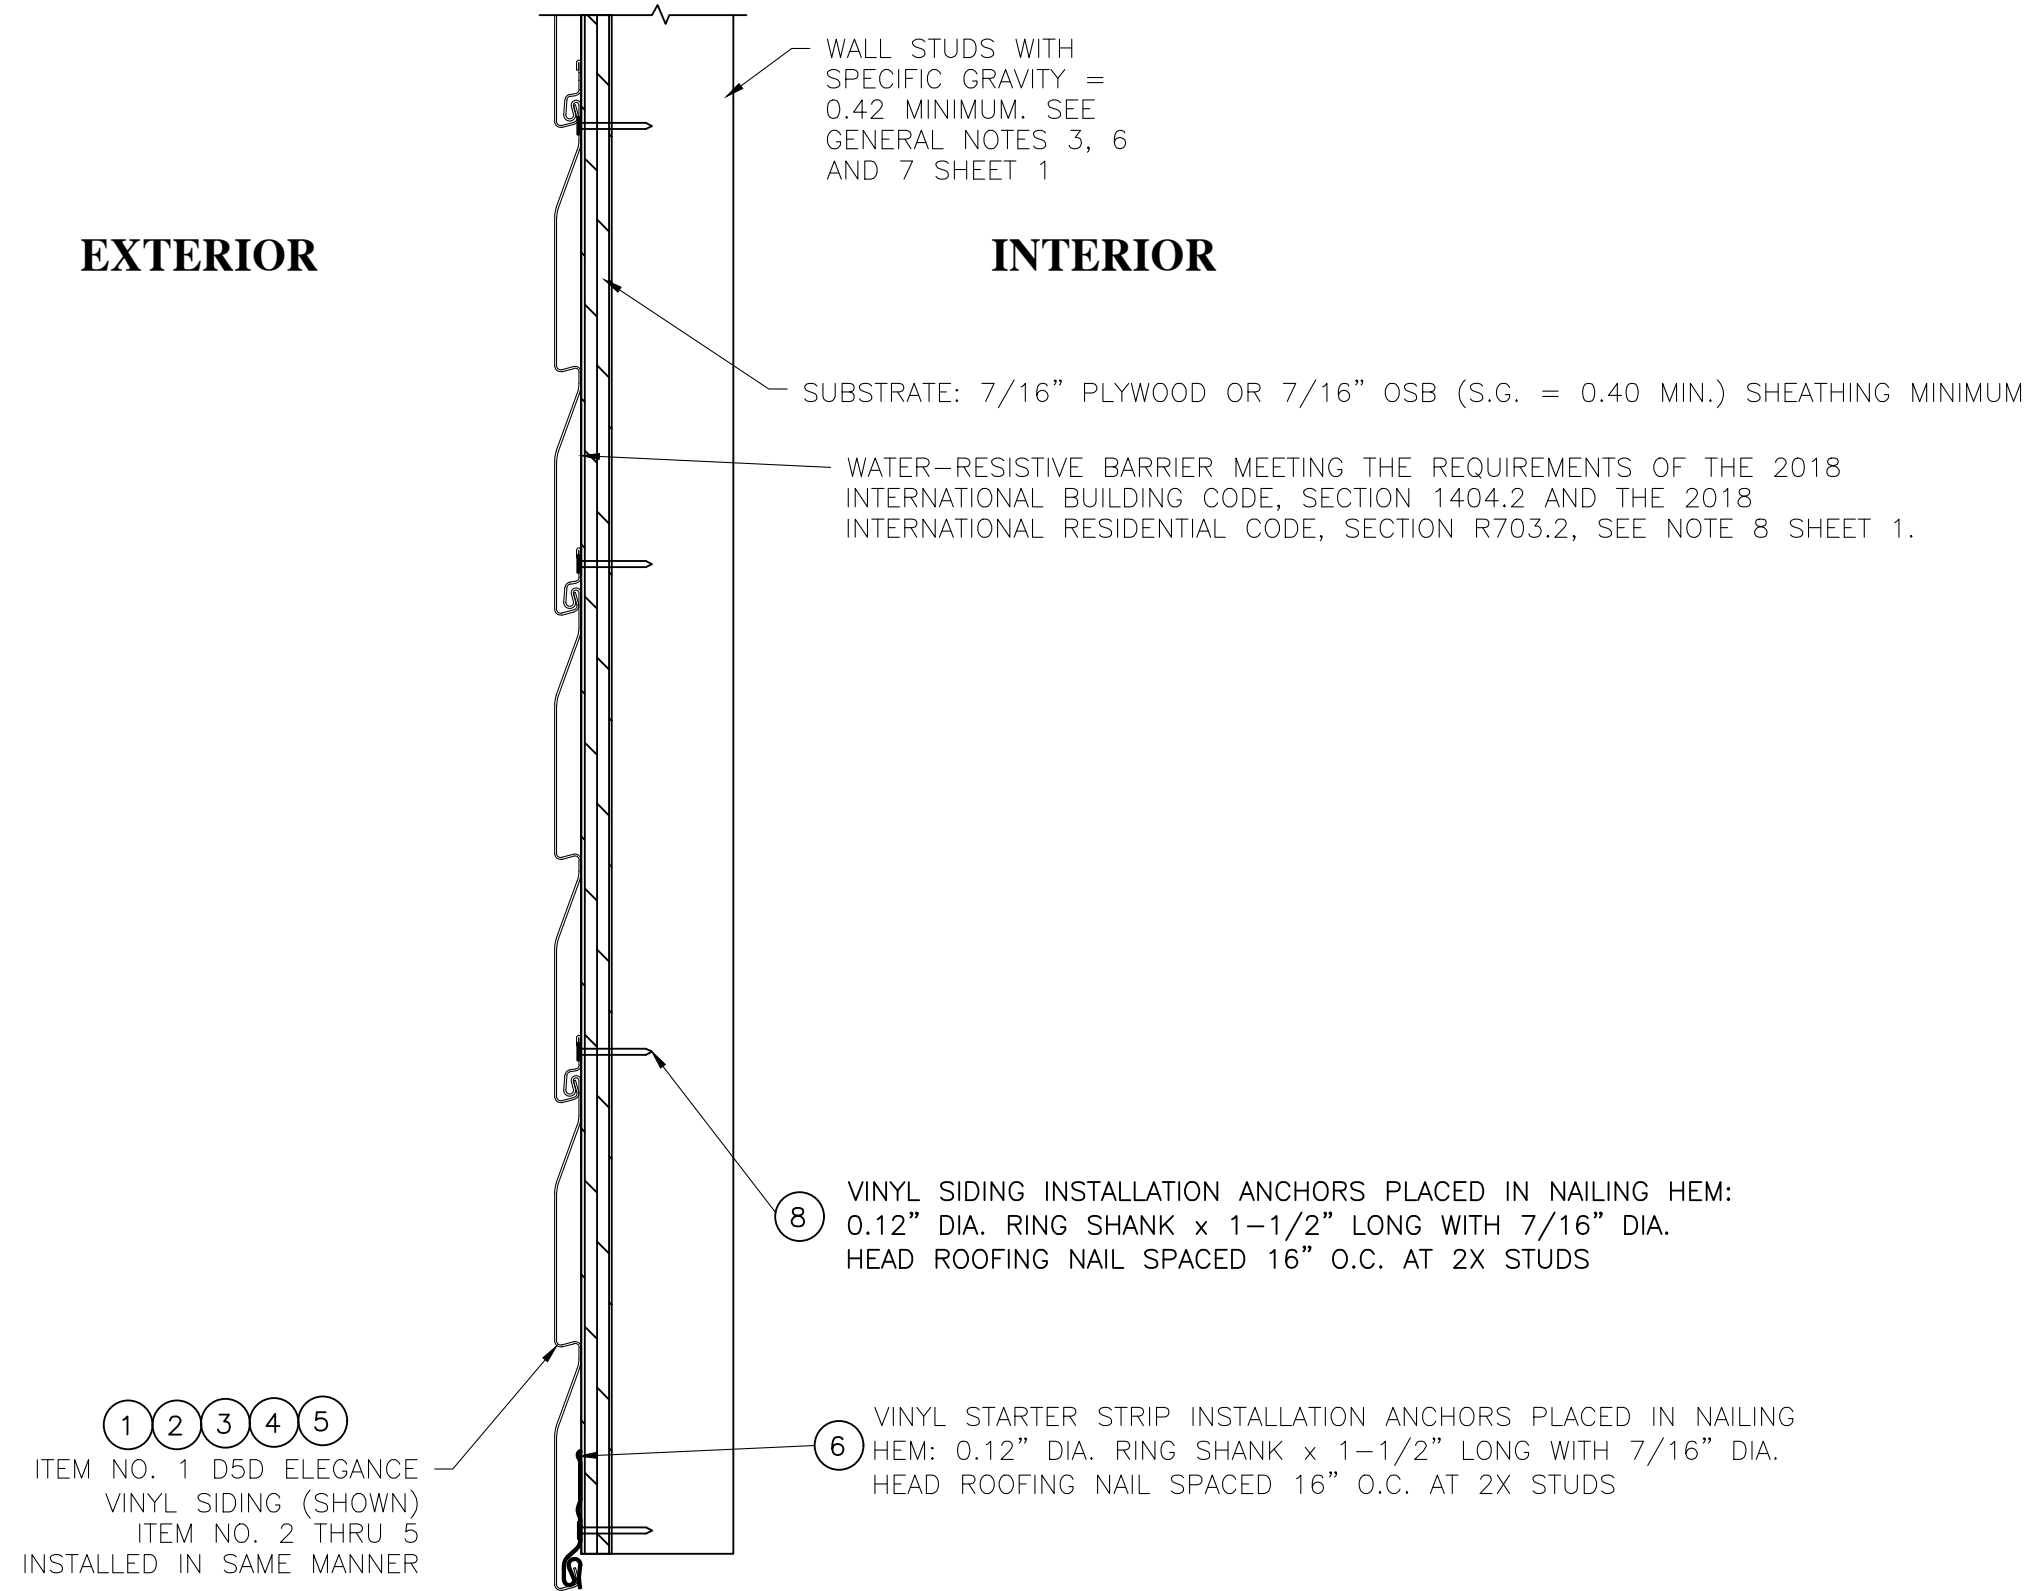 WALL STUDS WITH
SPECIFIC GRAVITY =
0.42 MINIMUM. SEE
GENERAL NOTES 3, 6
AND 7 SHEET 1
EXTERIOR
INTERIOR
SUBSTRATE: 7/16” PLYWOOD OR 7/16” OSB (S.G. = 0.40 MIN.) SHEATHING MINIMUM
WATER-RESISTIVE BARRIER MEETING THE REQUIREMENTS OF THE 2018
INTERNATIONAL BUILDING CODE, SECTION 1404.2 AND THE 2018
INTERNATIONAL RESIDENTIAL CODE, SECTION R703.2, SEE NOTE 8 SHEET 1.
8
VINYL SIDING INSTALLATION ANCHORS PLACED IN NAILING HEM:
0.12” DIA. RING SHANK x 1-1/2” LONG WITH 7/16” DIA.
HEAD ROOFING NAIL SPACED 16” O.C. AT 2X STUDS
1 2 3 4 5
ITEM NO. 1 D5D ELEGANCE
VINYL SIDING (SHOWN)
ITEM NO. 2 THRU 5
INSTALLED IN SAME MANNER
6
VINYL STARTER STRIP INSTALLATION ANCHORS PLACED IN NAILING
HEM: 0.12” DIA. RING SHANK x 1-1/2” LONG WITH 7/16” DIA.
HEAD ROOFING NAIL SPACED 16” O.C. AT 2X STUDS